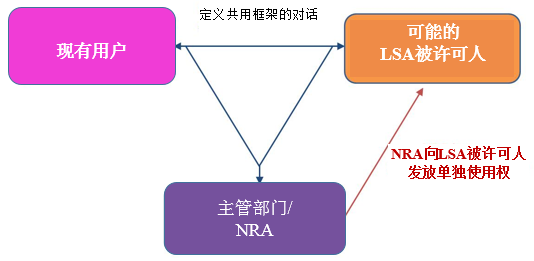 定义共用框架的对话
现有用户
可能的
LSA被许可人
NRA向LSA被许可人
发放单独使用权
主管部门/
NRA